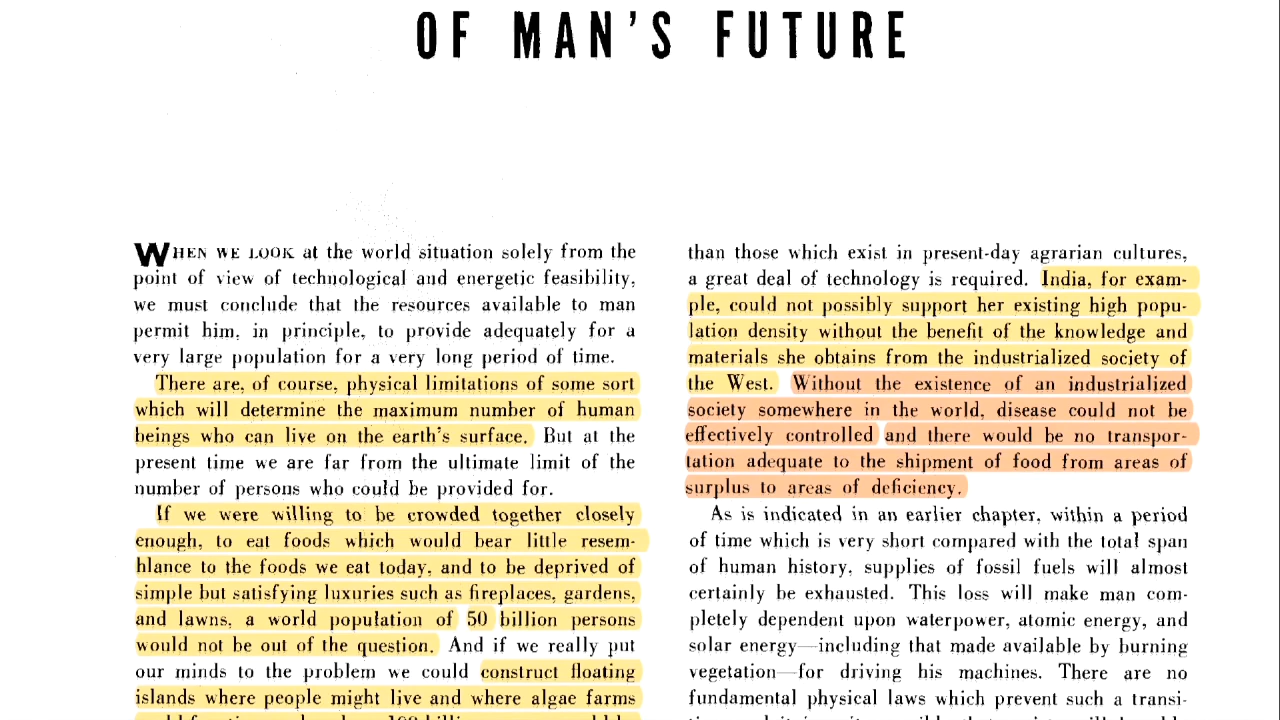 OF MAN'S FUTURE
WHEN WE LOOK at the world situation solely from the
point of view of technological and energetic feasibility,
we must conclude that the resources available to man
permit him, in principle, to provide adequately for a
very large population for a very long period of time.
There are, of course, physical limitations of some sort
which will determine the maximum number of human
beings who can live on the earth's surface. But at the
present time we are far from the ultimate limit of the
number of persons who could be provided for.
If we were willing to be crowded together closely
enough, to eat foods which would bear little resem-
blance to the foods we eat today, and to be deprived of
simple but satisfying luxuries such as fireplaces, gardens,
and lawns, a world population of 50 billion persons
would not be out of the question. And if we really put
our minds to the problem we could construct floating
islands where people might live and where algae farms
than those which exist in present-day agrarian cultures,
a great deal of technology is required. India, for exam-
ple, could not possibly support her existing high popu-
lation density without the benefit of the knowledge and
materials she obtains from the industrialized society of
the West. Without the existence of an industrialized
society somewhere in the world, disease could not be
effectively controlled and there would be no transpor-
tation adequate to the shipment of food from areas of
surplus to areas of deficiency.
As is indicated in an earlier chapter, within a period
of time which is very short compared with the total span
of human history, supplies of fossil fuels will almost
certainly be exhausted. This loss will make man com-
pletely dependent upon waterpower, atomic energy, and
solar energy—including that made available by burning
vegetation—for driving his machines. There are no
fundamental physical laws which prevent such a transi-